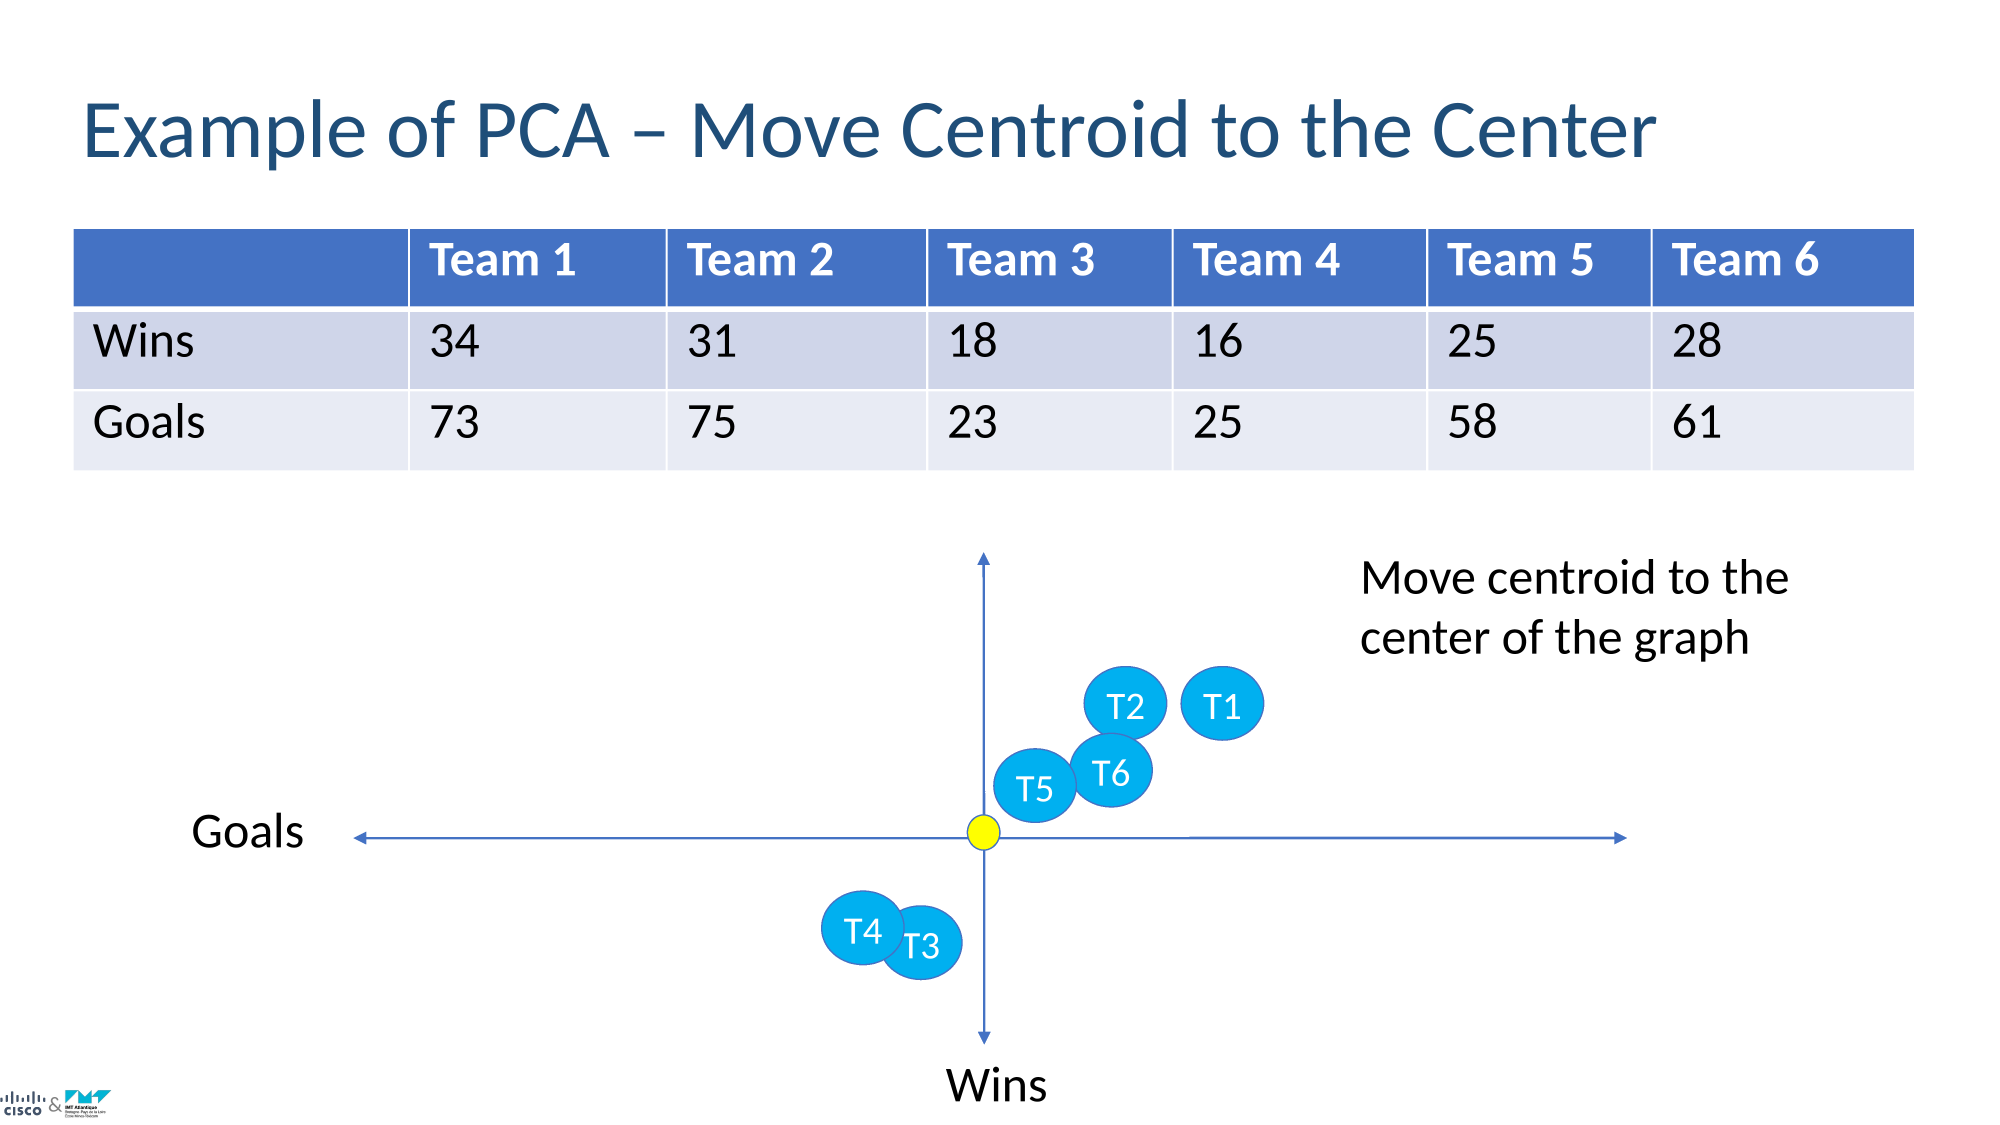 Example of PCA – Move Centroid to the Center
Team 1 Team 2 Team 3 Team 4 Team 5 Team 6
Wins 34 31 18 16 25 28
Goals 73 75 23 25 58 61
Move centroid to the
center of the graph
T2 T1
T6
T5
Goals
T4
T3
Wins
CISCO & IMT Atlantique